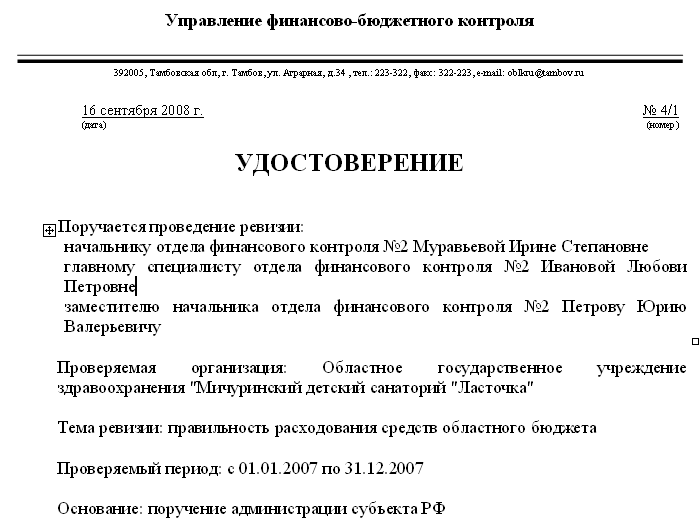 Управление финансово-бюджетного контроля
392005, Тамбовская обл, г. Тамбов, ул. Аграрная, д.34 , тел.: 223-322, факс: 322-223, e-mail: oblkru@tambov.ru
16 сентября 2008 г. № 4/1
(дата) (номер)
УДОСТОВЕРЕНИЕ
Поручается проведение ревизии:
начальнику отдела финансового контроля №2 Муравьевой Ирине Степановне
главному специалисту отдела финансового контроля №2 Ивановой Любови
Петровне
заместителю начальника отдела финансового контроля №2 Петрову Юрию
Валерьевичу
Проверяемая организация: Областное государственное учреждение
здравоохранения "Мичуринский детский санаторий "Ласточка"
Тема ревизии: правильность расходования средств областного бюджета
Проверяемый период: с 01.01.2007 по 31.12.2007
Основание: поручение администрации субъекта РФ